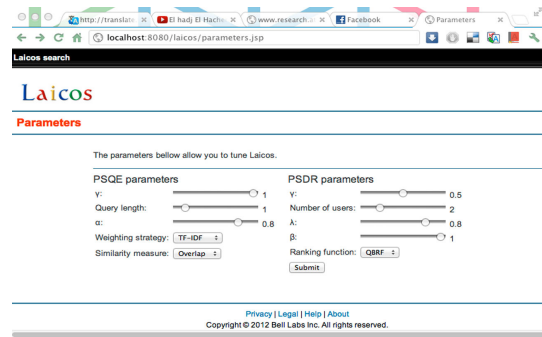 http://translate
El hadj El Hache
www.research.
Facebook
Parameters
localhost:8080/laicos/parameters.jsp
Laicos search
Laicos
Parameters
The parameters bellow allow you to tune Laicos.
PSQE parameters
γ: 1
Query length: 1
α: 0.8
Weighting strategy: TF-IDF
Similarity measure: Overlap
PSDR parameters
γ: 0.5
Number of users: 2
λ: 0.8
β: 1
Ranking function: QBRF
Submit
Privacy | Legal | Help | About
Copyright © 2012 Bell Labs Inc. All rights reserved.